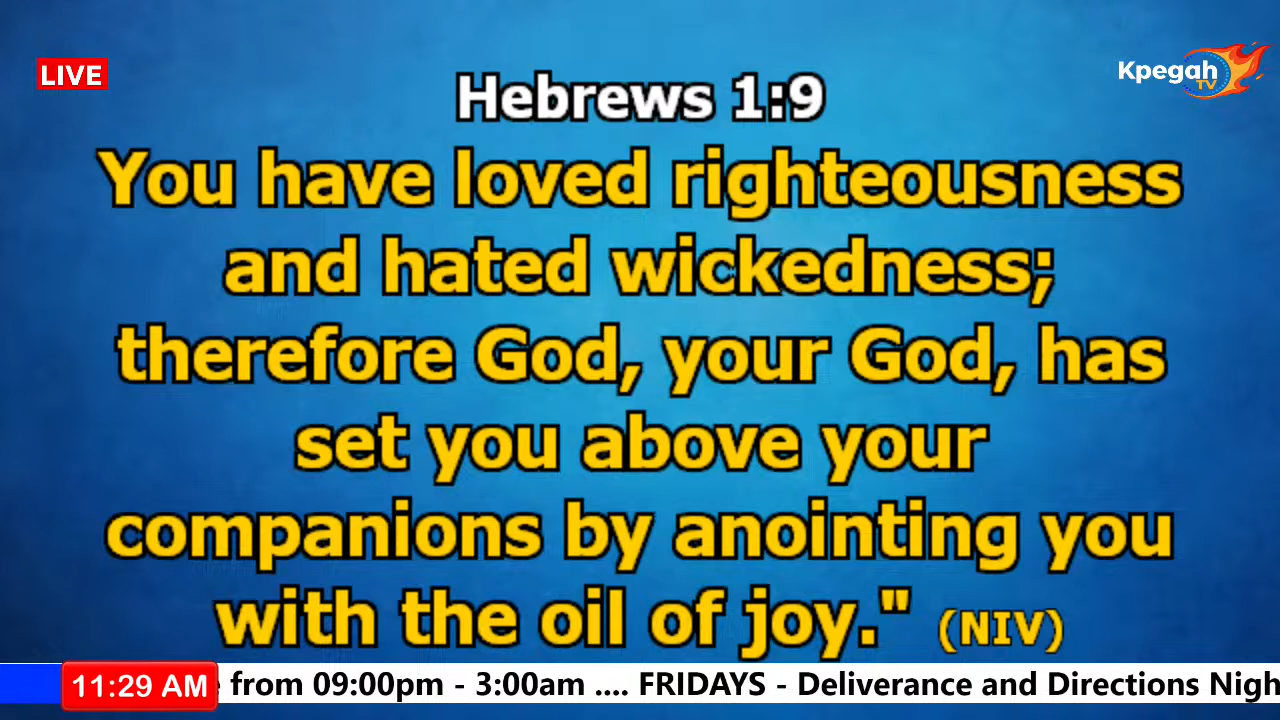 LIVE
Kpegah
TV
Hebrews 1:9
You have loved righteousness
and hated wickedness;
therefore God, your God, has
set you above your
companions by anointing you
with the oil of joy." (NIV)
11:29 AM
from 09:00pm - 3:00am .... FRIDAYS - Deliverance and Directions